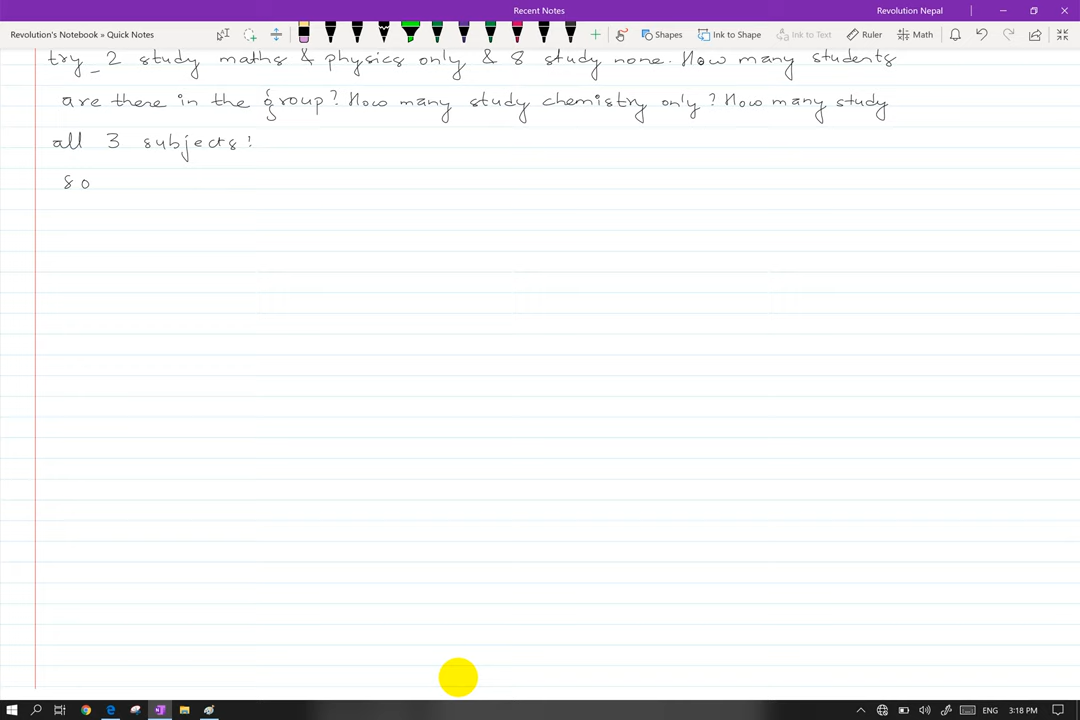 Recent Notes
Revolution Nepal
Revolution's Notebook » Quick Notes
Shapes
Ink to Shape
Ink to Text
Ruler
Math
try_ 2 study maths & physics only & 8 study none. How many students
are there in the group? How many study chemistry only? How many study
all 3 subjects?
so
ENG
3:18 PM